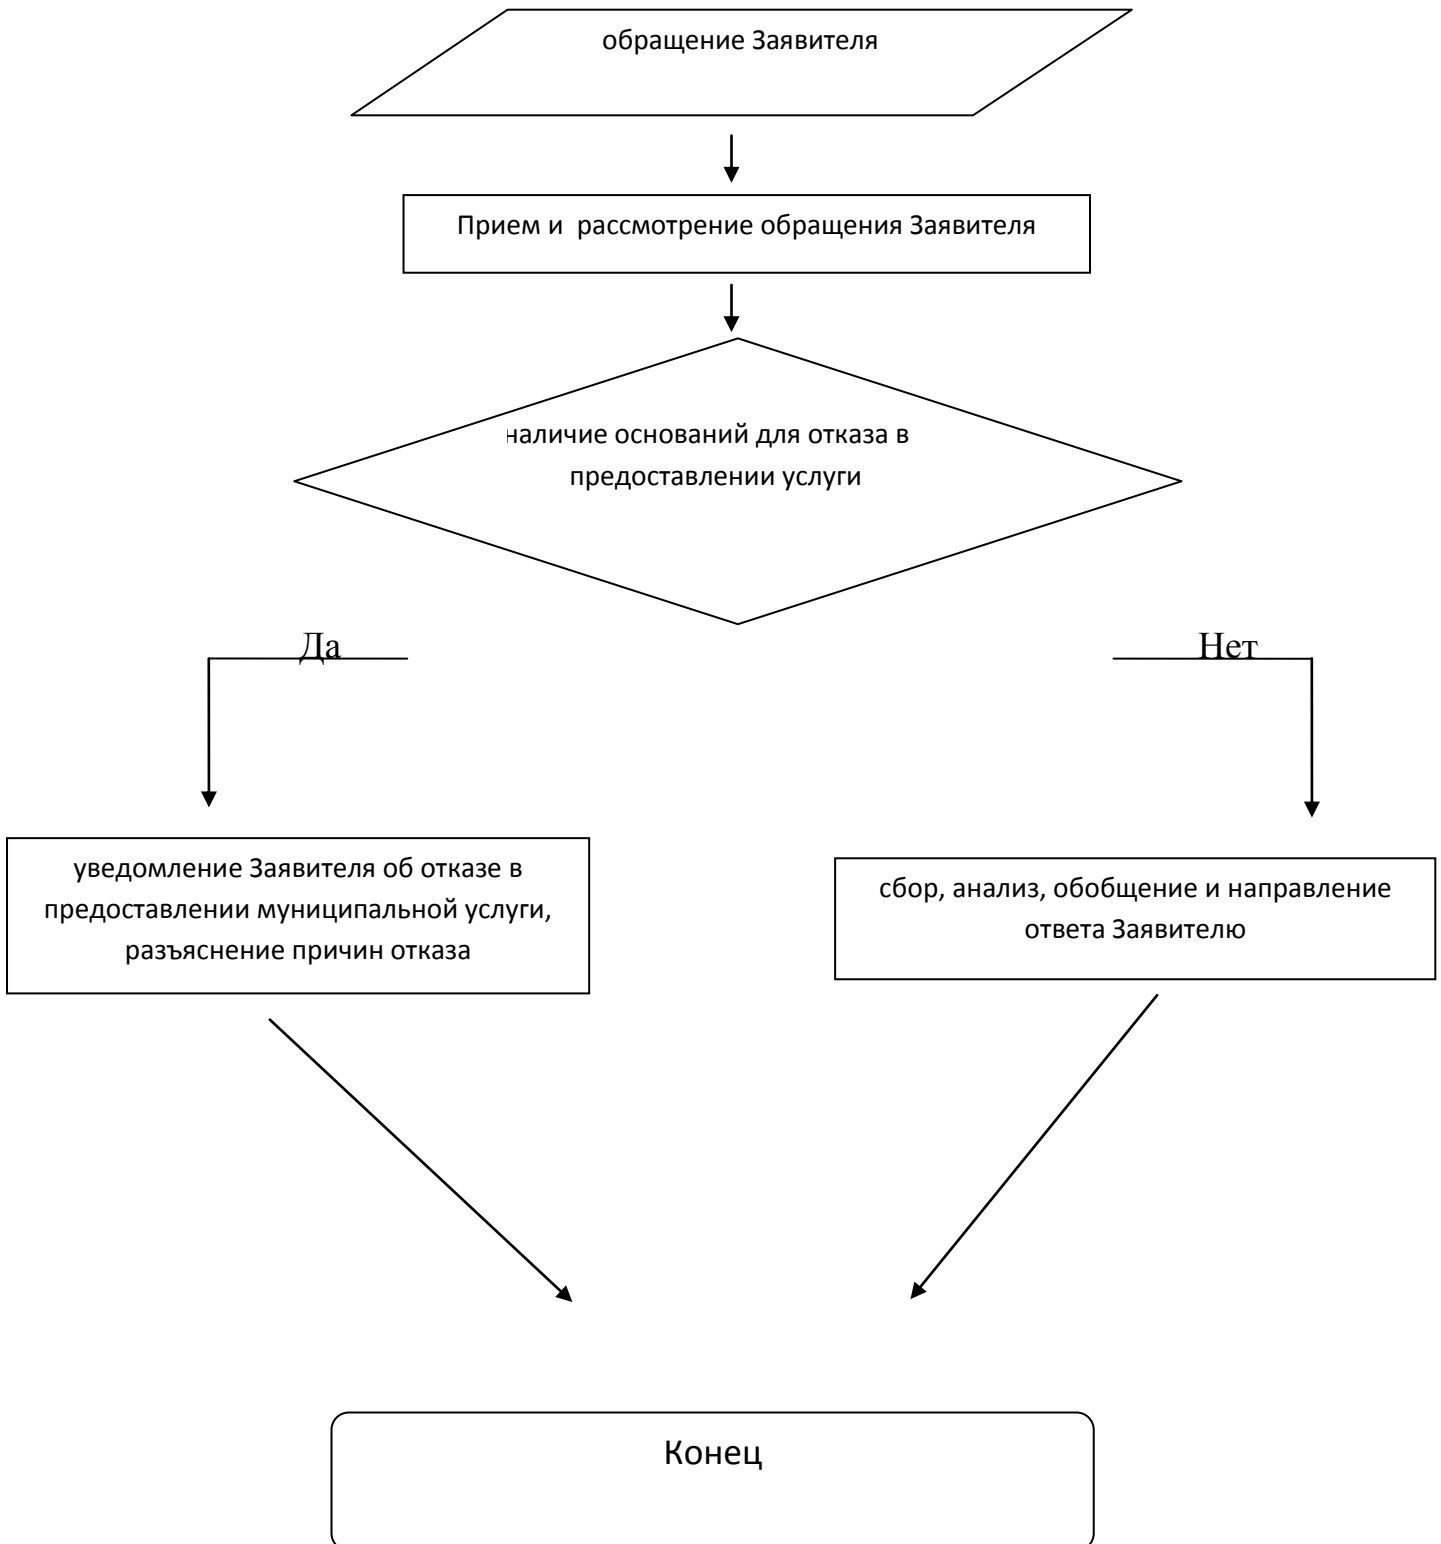 обращение Заявителя
Прием и  рассмотрение обращения Заявителя
наличие оснований для отказа в
предоставлении услуги
Да
Нет
уведомление Заявителя об отказе в
предоставлении муниципальной услуги,
разъяснение причин отказа
сбор, анализ, обобщение и направление
ответа Заявителю
Конец